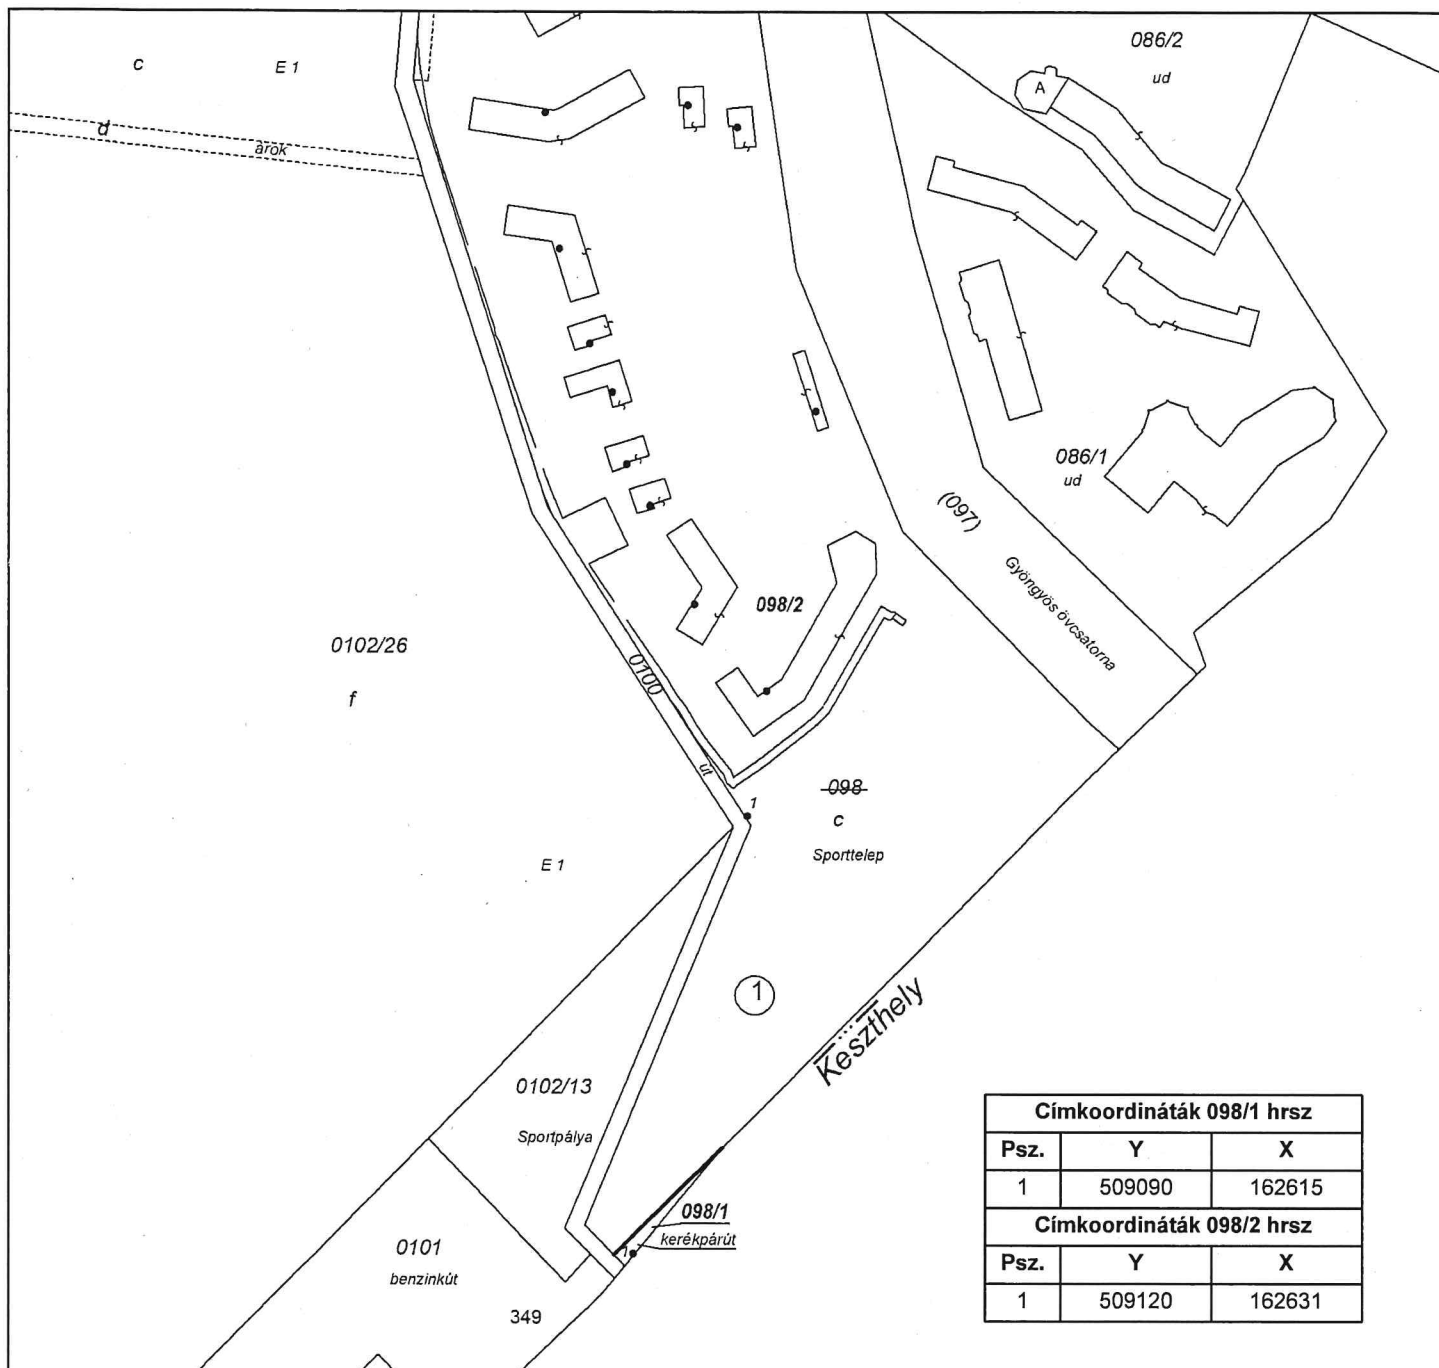 086/2
ud
A
c
E 1
d
árok
086/1
ud
(097)
Gyöngyös övcsatorna
098/2
0102/26
f
0100
út
1
098
c
Sporttelep
E 1
1
Keszthely
0102/13
Sportpálya
098/1
kerékpárút
1
0101
benzinkút
349
Címkoordináták 098/1 hrsz
Psz. Y X
1 509090 162615
Címkoordináták 098/2 hrsz
Psz. Y X
1 509120 162631